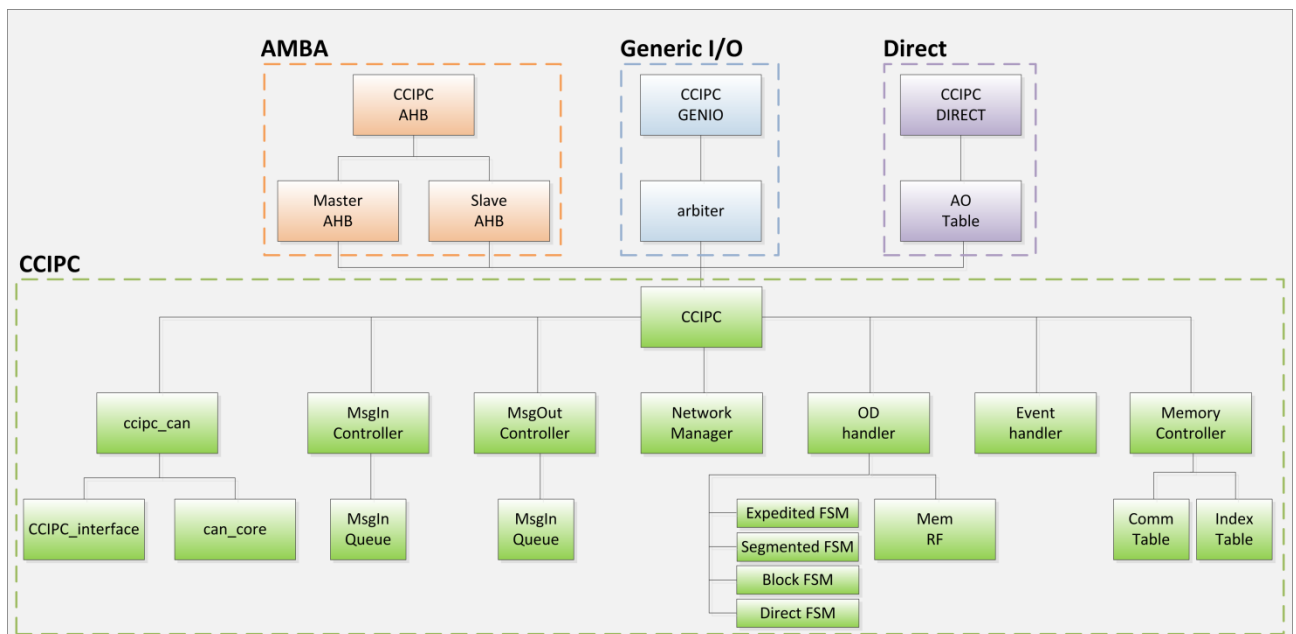 AMBA
Generic I/O
Direct
CCIPC
AHB
CCIPC
GENIO
CCIPC
DIRECT
Master
AHB
Slave
AHB
arbiter
AO
Table
CCIPC
CCIPC
ccipc_can
MsgIn
Controller
MsgOut
Controller
Network
Manager
OD
handler
Event
handler
Memory
Controller
CCIPC_interface
can_core
MsgIn
Queue
MsgIn
Queue
Expedited FSM
Segmented FSM
Block FSM
Direct FSM
Mem
RF
Comm
Table
Index
Table